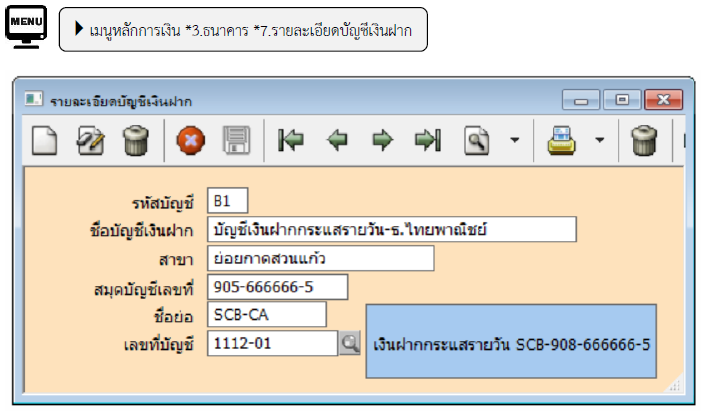 MENU
เมนูหลักการเงิน *3.ธนาคาร *7.รายละเอียดบัญชีเงินฝาก
รายละเอียดบัญชีเงินฝาก
รหัสบัญชี B1
ชื่อบัญชีเงินฝาก บัญชีเงินฝากกระแสรายวัน-ธ.ไทยพาณิชย์
สาขา ย่อยกาดสวนแก้ว
สมุดบัญชีเลขที่ 905-666666-5
ชื่อย่อ SCB-CA
เลขที่บัญชี 1112-01 เงินฝากกระแสรายวัน SCB-908-666666-5